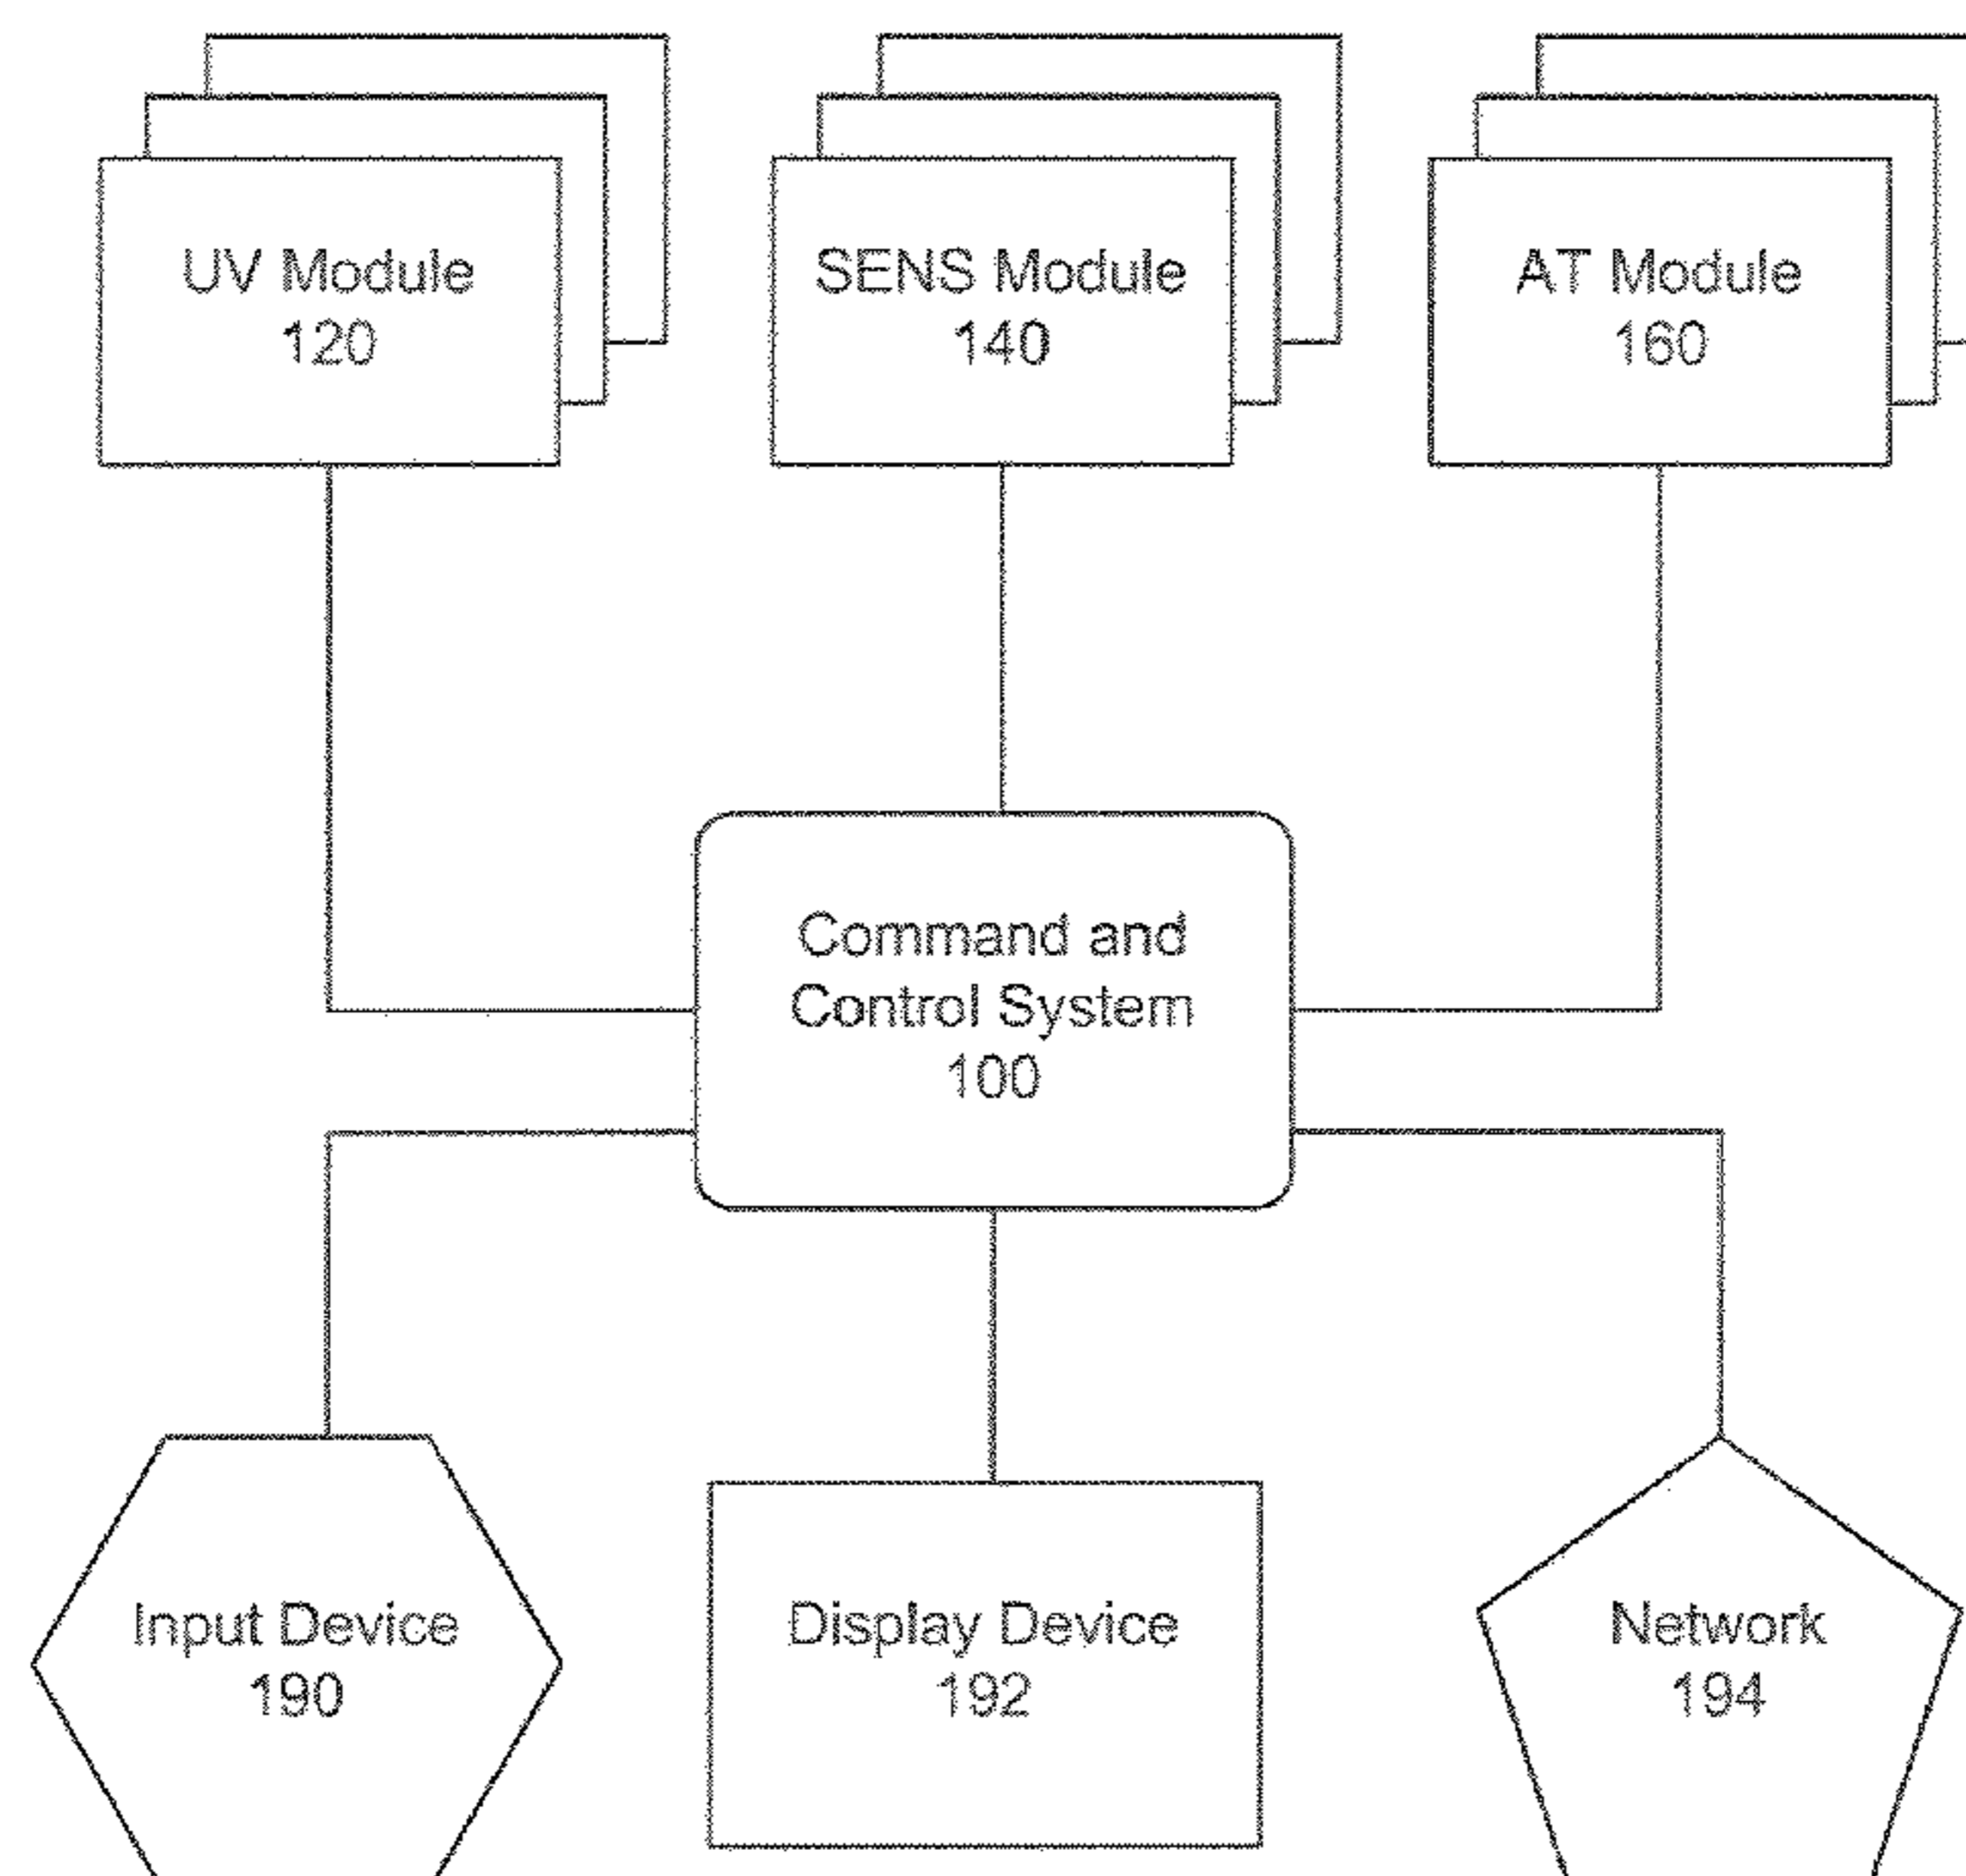 UV Module
120
SENS Module
140
AT Module
160
Command and
Control System
100
Input Device
190
Display Device
192
Network
194